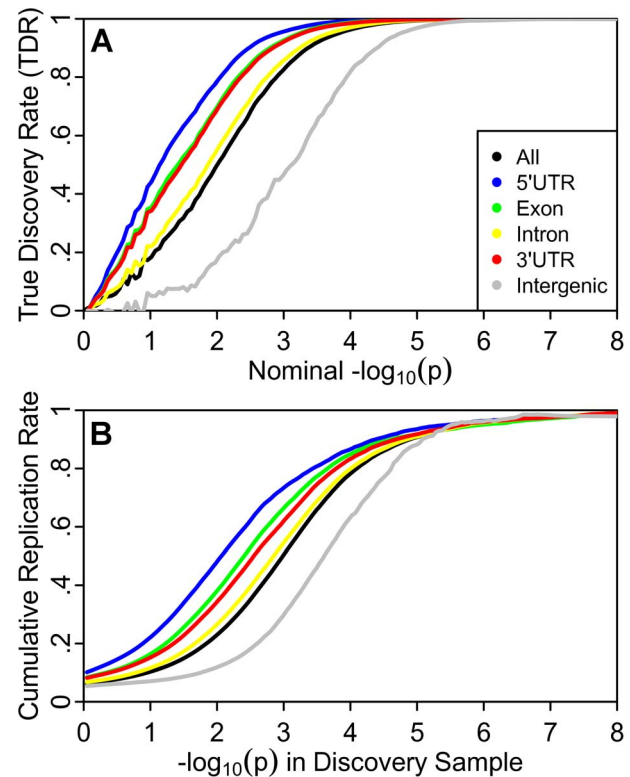 A
True Discovery Rate (TDR)
1
.8
.6
.4
.2
0
All
5'UTR
Exon
Intron
3'UTR
Intergenic
0 1 2 3 4 5 6 7 8
Nominal -log₁₀(p)
B
Cumulative Replication Rate
1
.8
.6
.4
.2
0
0 1 2 3 4 5 6 7 8
-log₁₀(p) in Discovery Sample